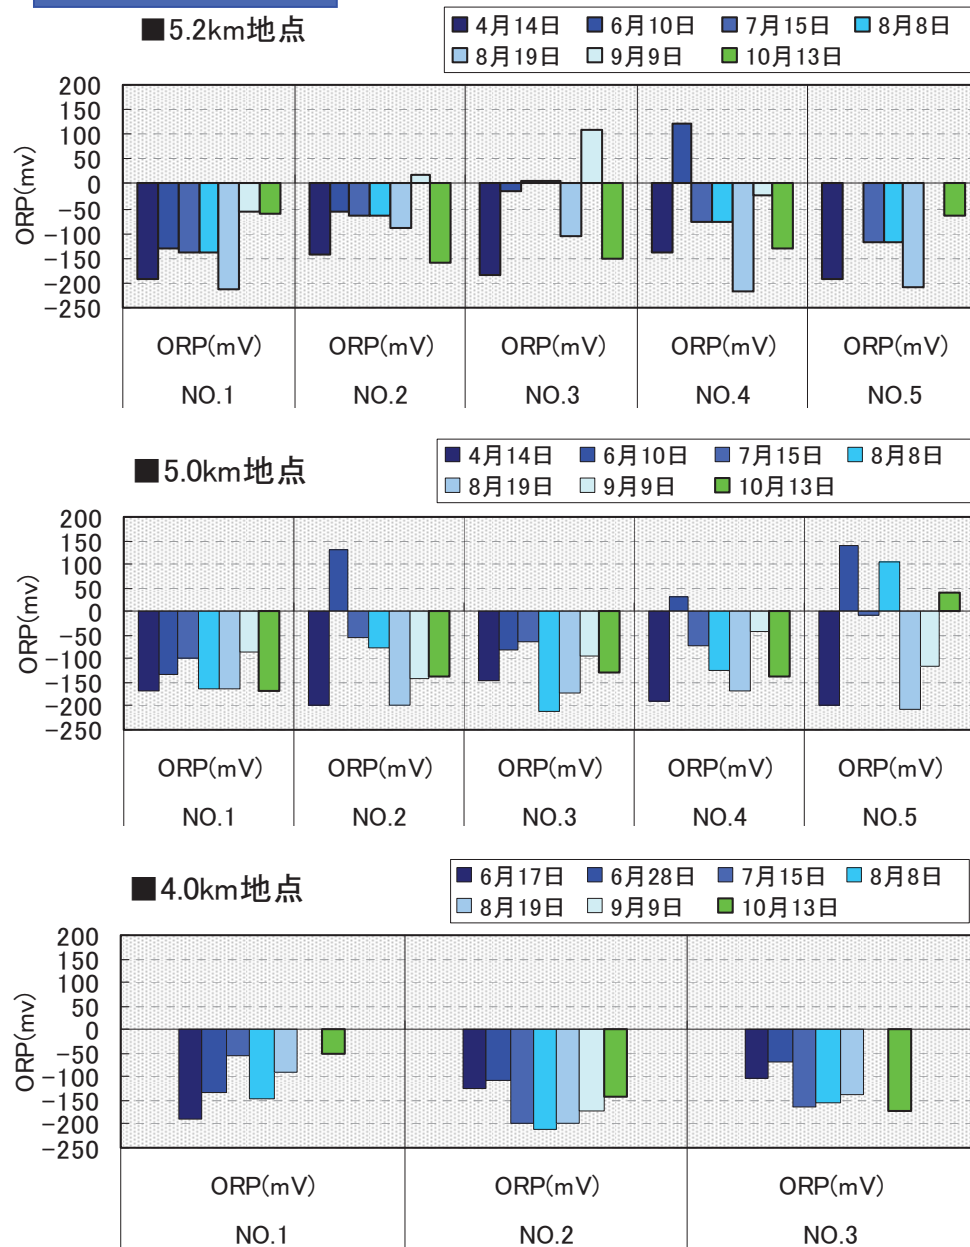 ■5.2km地点
4月14日 6月10日 7月15日 8月8日
8月19日 9月9日 10月13日
200
150
100
50
0
-50
-100
-150
-200
-250
ORP(mv)
ORP(mV) ORP(mV) ORP(mV) ORP(mV) ORP(mV)
NO.1 NO.2 NO.3 NO.4 NO.5
■5.0km地点
4月14日 6月10日 7月15日 8月8日
8月19日 9月9日 10月13日
200
150
100
50
0
-50
-100
-150
-200
-250
ORP(mv)
ORP(mV) ORP(mV) ORP(mV) ORP(mV) ORP(mV)
NO.1 NO.2 NO.3 NO.4 NO.5
■4.0km地点
6月17日 6月28日 7月15日 8月8日
8月19日 9月9日 10月13日
200
150
100
50
0
-50
-100
-150
-200
-250
ORP(mv)
ORP(mV) ORP(mV) ORP(mV)
NO.1 NO.2 NO.3